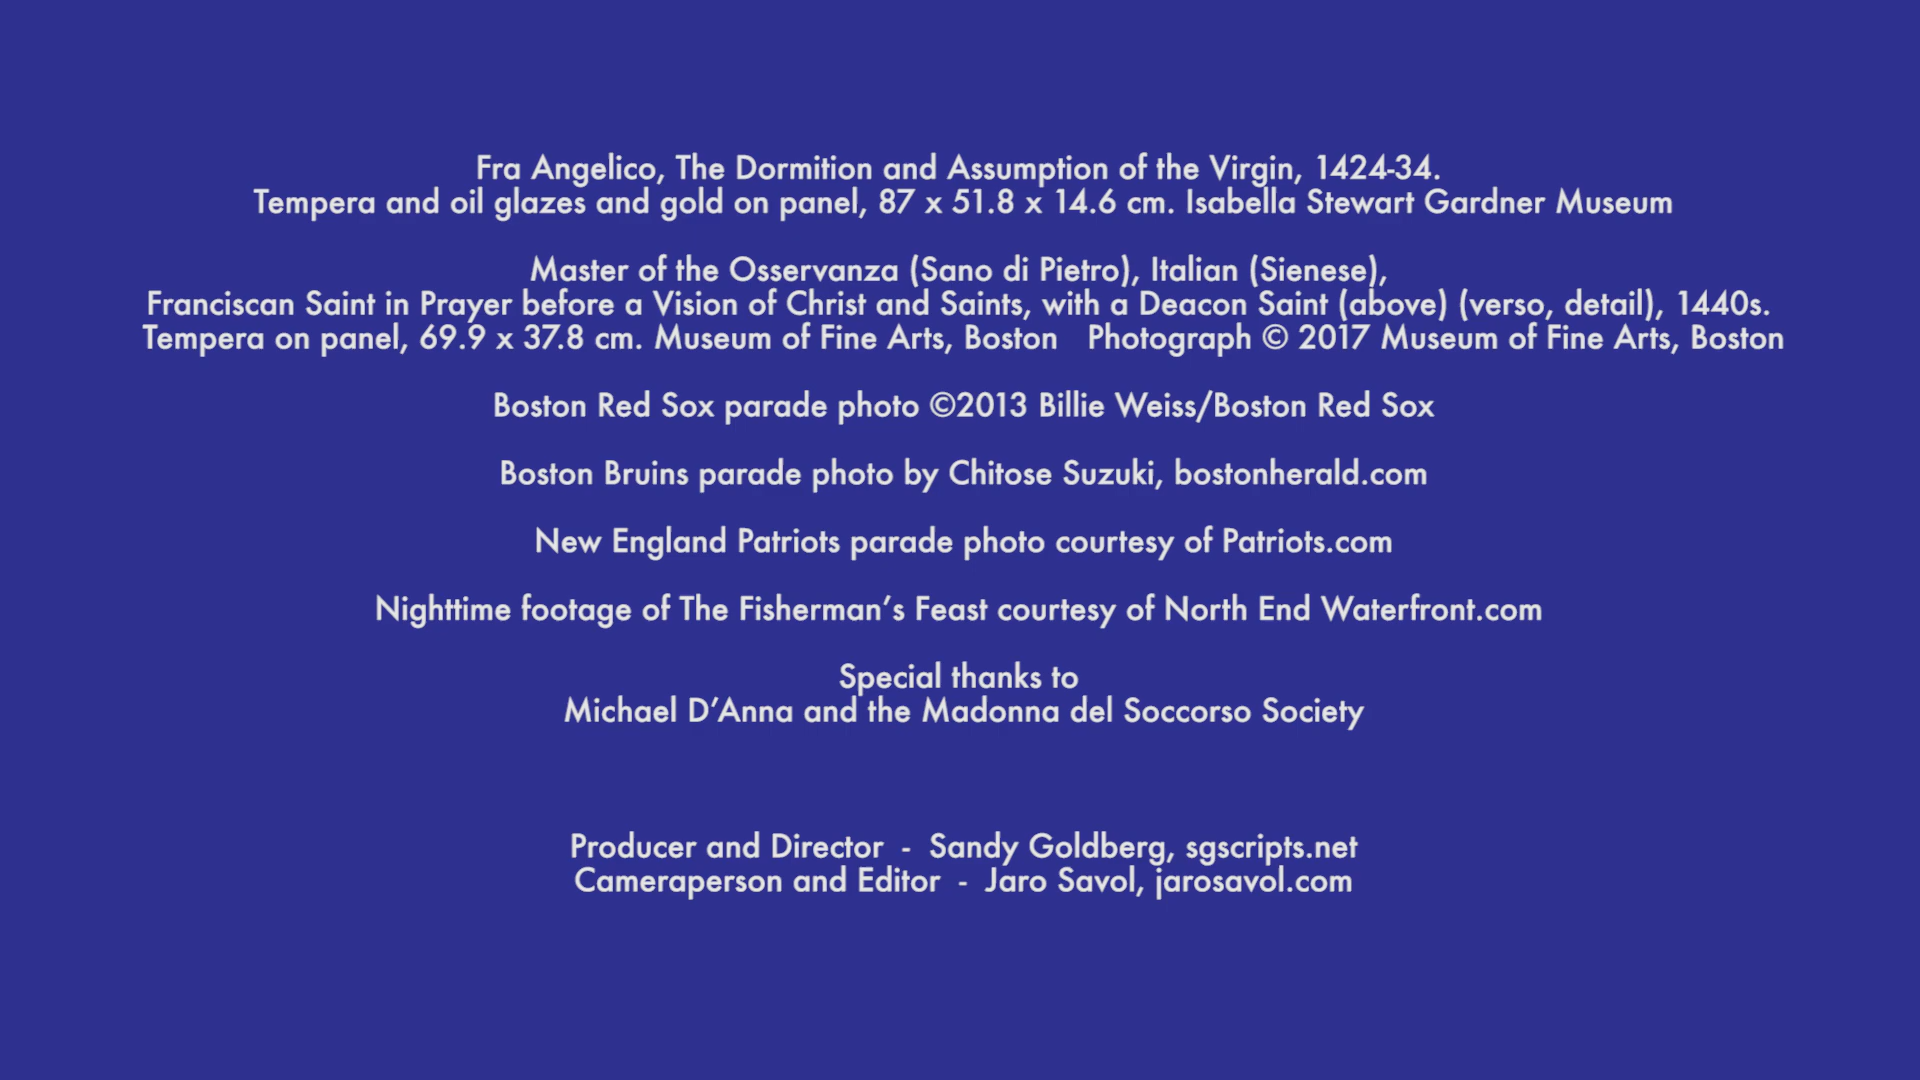 Fra Angelico, The Dormition and Assumption of the Virgin, 1424-34.
Tempera and oil glazes and gold on panel, 87 x 51.8 x 14.6 cm. Isabella Stewart Gardner Museum
Master of the Osservanza (Sano di Pietro), Italian (Sienese),
Franciscan Saint in Prayer before a Vision of Christ and Saints, with a Deacon Saint (above) (verso, detail), 1440s.
Tempera on panel, 69.9 x 37.8 cm. Museum of Fine Arts, Boston   Photograph © 2017 Museum of Fine Arts, Boston
Boston Red Sox parade photo ©2013 Billie Weiss/Boston Red Sox
Boston Bruins parade photo by Chitose Suzuki, bostonherald.com
New England Patriots parade photo courtesy of Patriots.com
Nighttime footage of The Fisherman’s Feast courtesy of North End Waterfront.com
Special thanks to
Michael D’Anna and the Madonna del Soccorso Society
Producer and Director  -  Sandy Goldberg, sgscripts.net
Cameraperson and Editor  -  Jaro Savol, jarosavol.com